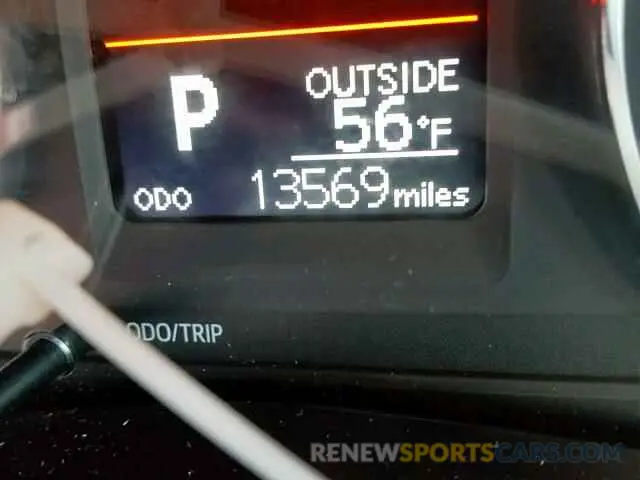 P
OUTSIDE
56°F
ODO 13569 miles
ODO/TRIP
RENEWSPORTSCARS.COM